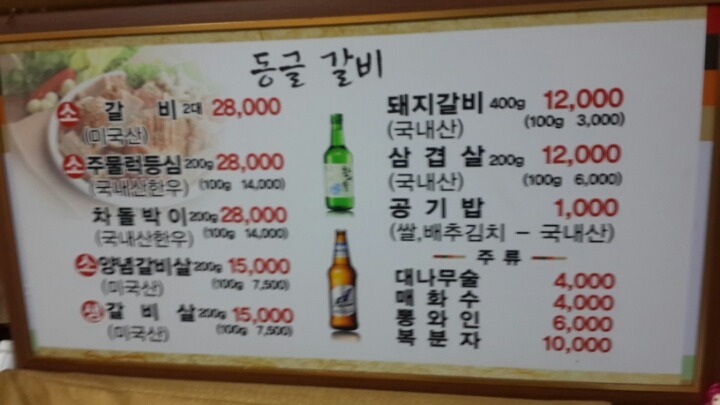 동글 갈비
소 갈비 2대 28,000
(미국산)
소 주물럭등심 200g 28,000
(국내산한우) (100g 14,000)
차돌박이 200g 28,000
(국내산한우) (100g 14,000)
소 양념갈비살 200g 15,000
(미국산) (100g 7,500)
갈비살 200g 15,000
(미국산) (100g 7,500)
돼지갈비 400g 12,000
(국내산) (100g 3,000)
삼겹살 200g 12,000
(국내산) (100g 6,000)
공기밥 1,000
(쌀,배추김치 - 국내산)
주류
대나무술 4,000
매화수 4,000
통와인 6,000
복분자 10,000